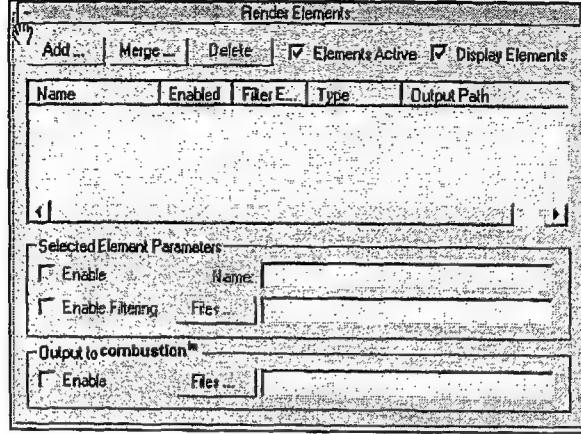 Render Elements
Add ... Merge ... Delete Elements Active Display Elements
Name Enabled Filter E... Type Output Path
Selected Element Parameters
Enable Name:
Enable Filtering Files ...
Output to combustion™
Enable Files ...